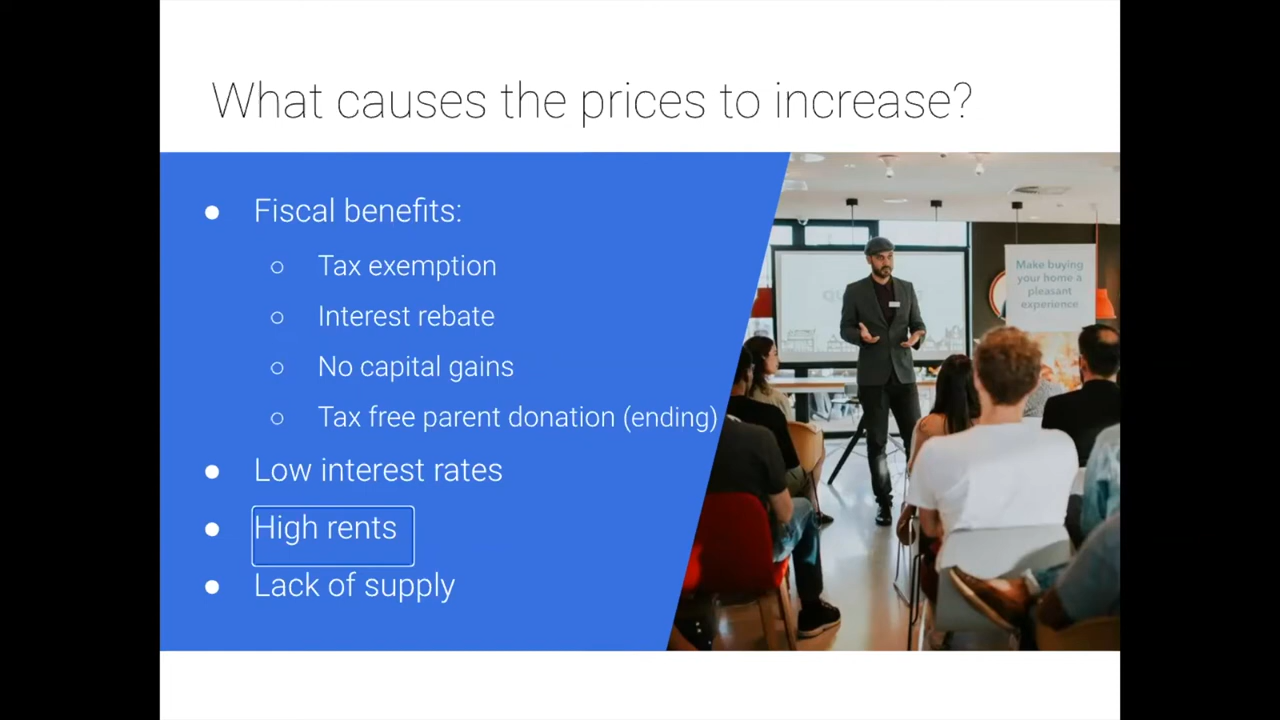 What causes the prices to increase?
Fiscal benefits:
Tax exemption
Interest rebate
No capital gains
Tax free parent donation (ending)
Low interest rates
High rents
Lack of supply
Make buying
your home a
pleasant
experience